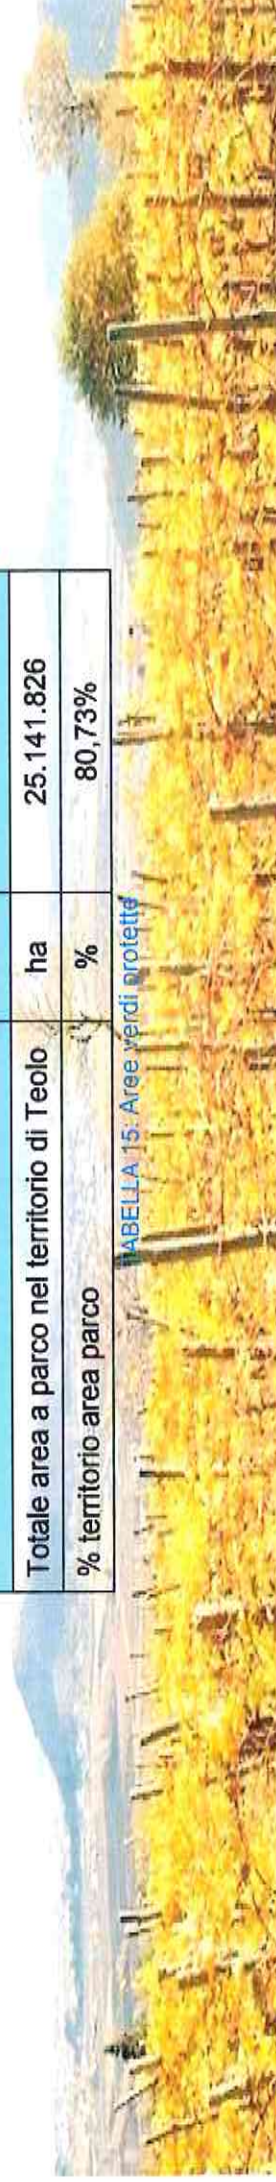 Totale area a parco nel territorio di Teolo ha 25.141.826
% territorio area parco % 80,73%
TABELLA 15: Aree verdi protette